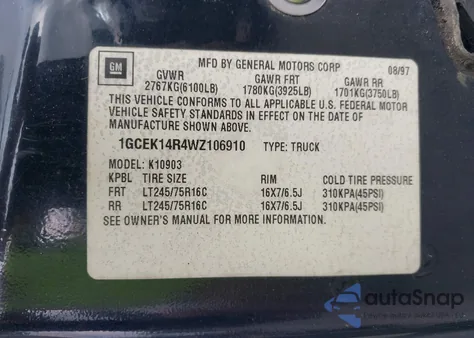 MFD BY GENERAL MOTORS CORP 08/97
GM GVWR GAWR FRT GAWR RR
2767KG(6100LB) 1780KG(3925LB) 1701KG(3750LB)
THIS VEHICLE CONFORMS TO ALL APPLICABLE U.S. FEDERAL MOTOR
VEHICLE SAFETY STANDARDS IN EFFECT ON THE DATE OF
MANUFACTURE SHOWN ABOVE.
1GCEK14R4WZ106910 TYPE: TRUCK
MODEL: K10903
KPBL TIRE SIZE RIM COLD TIRE PRESSURE
FRT LT245/75R16C 16X7/6.5J 310KPA(45PSI)
RR LT245/75R16C 16X7/6.5J 310KPA(45PSI)
SEE OWNER'S MANUAL FOR MORE INFORMATION.
autoSnap